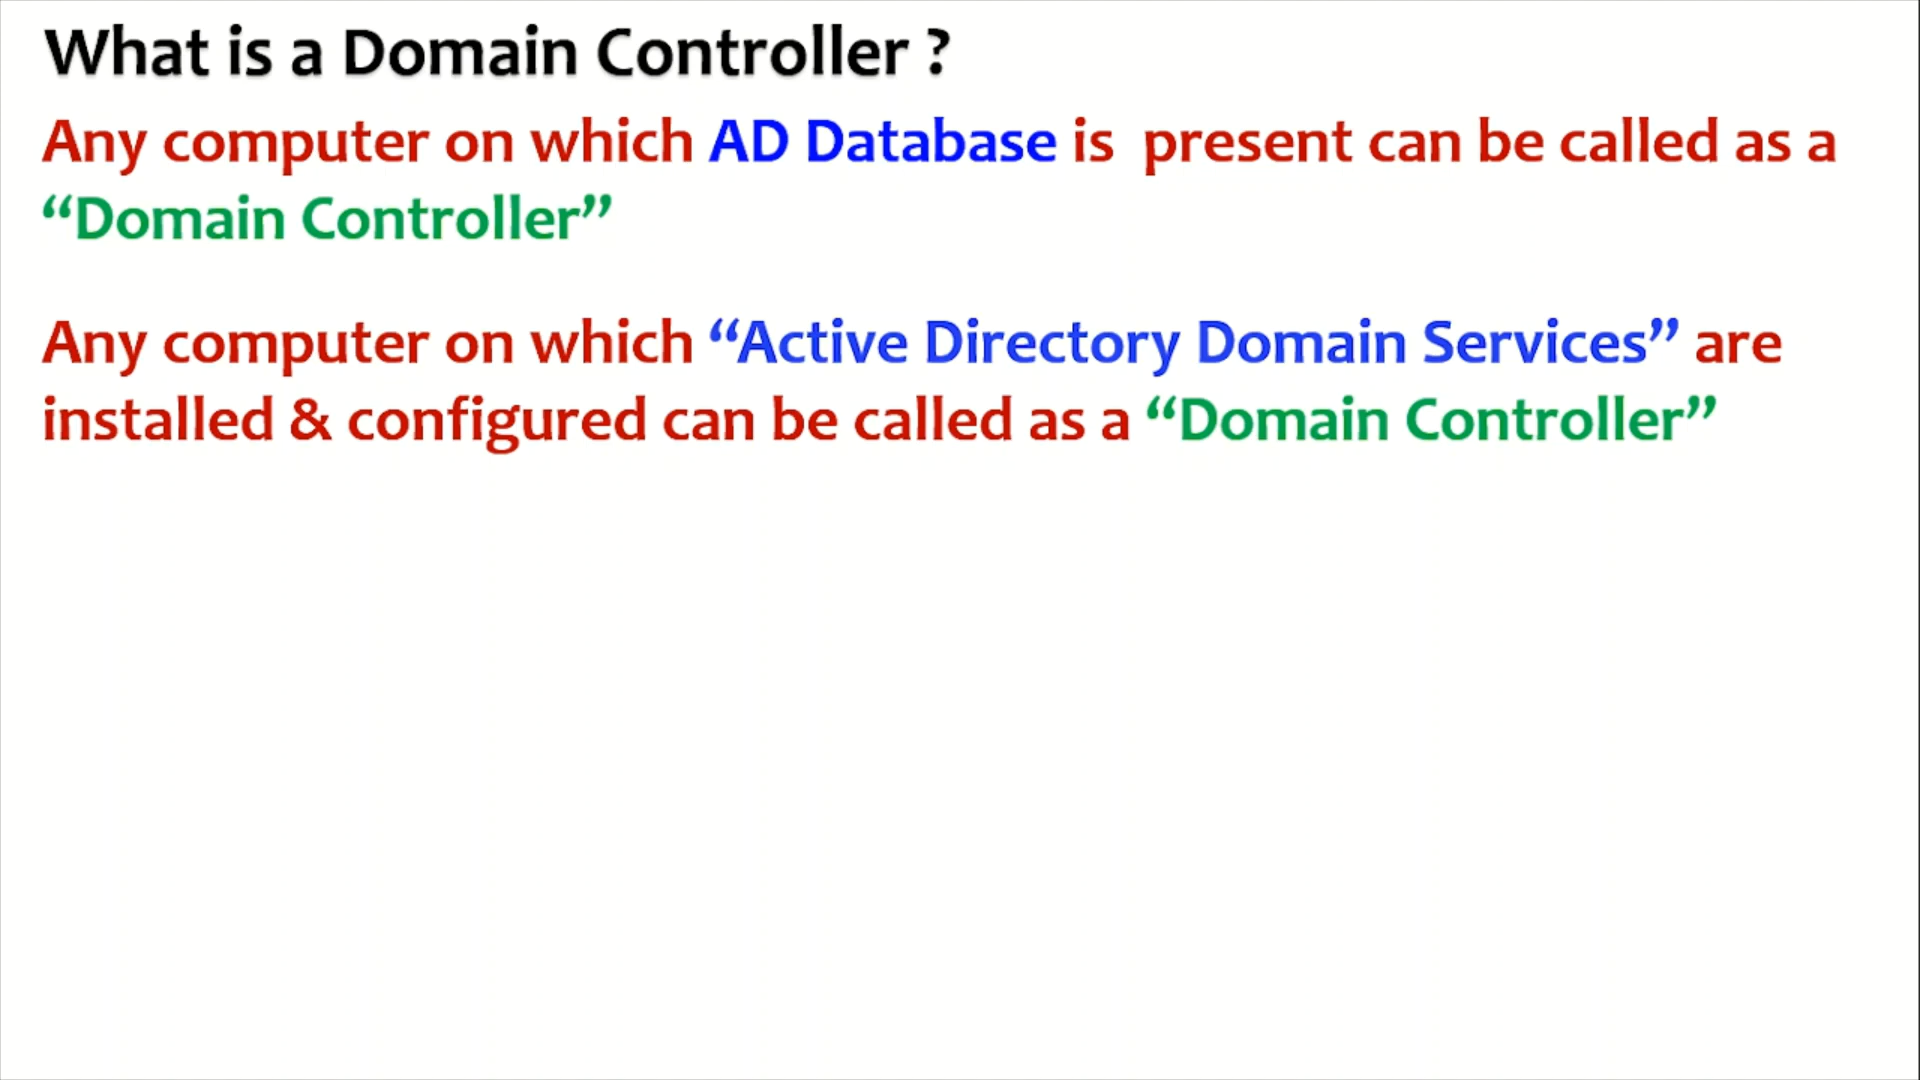 What is a Domain Controller ?
Any computer on which AD Database is  present can be called as a
“Domain Controller”
Any computer on which “Active Directory Domain Services” are
installed & configured can be called as a “Domain Controller”